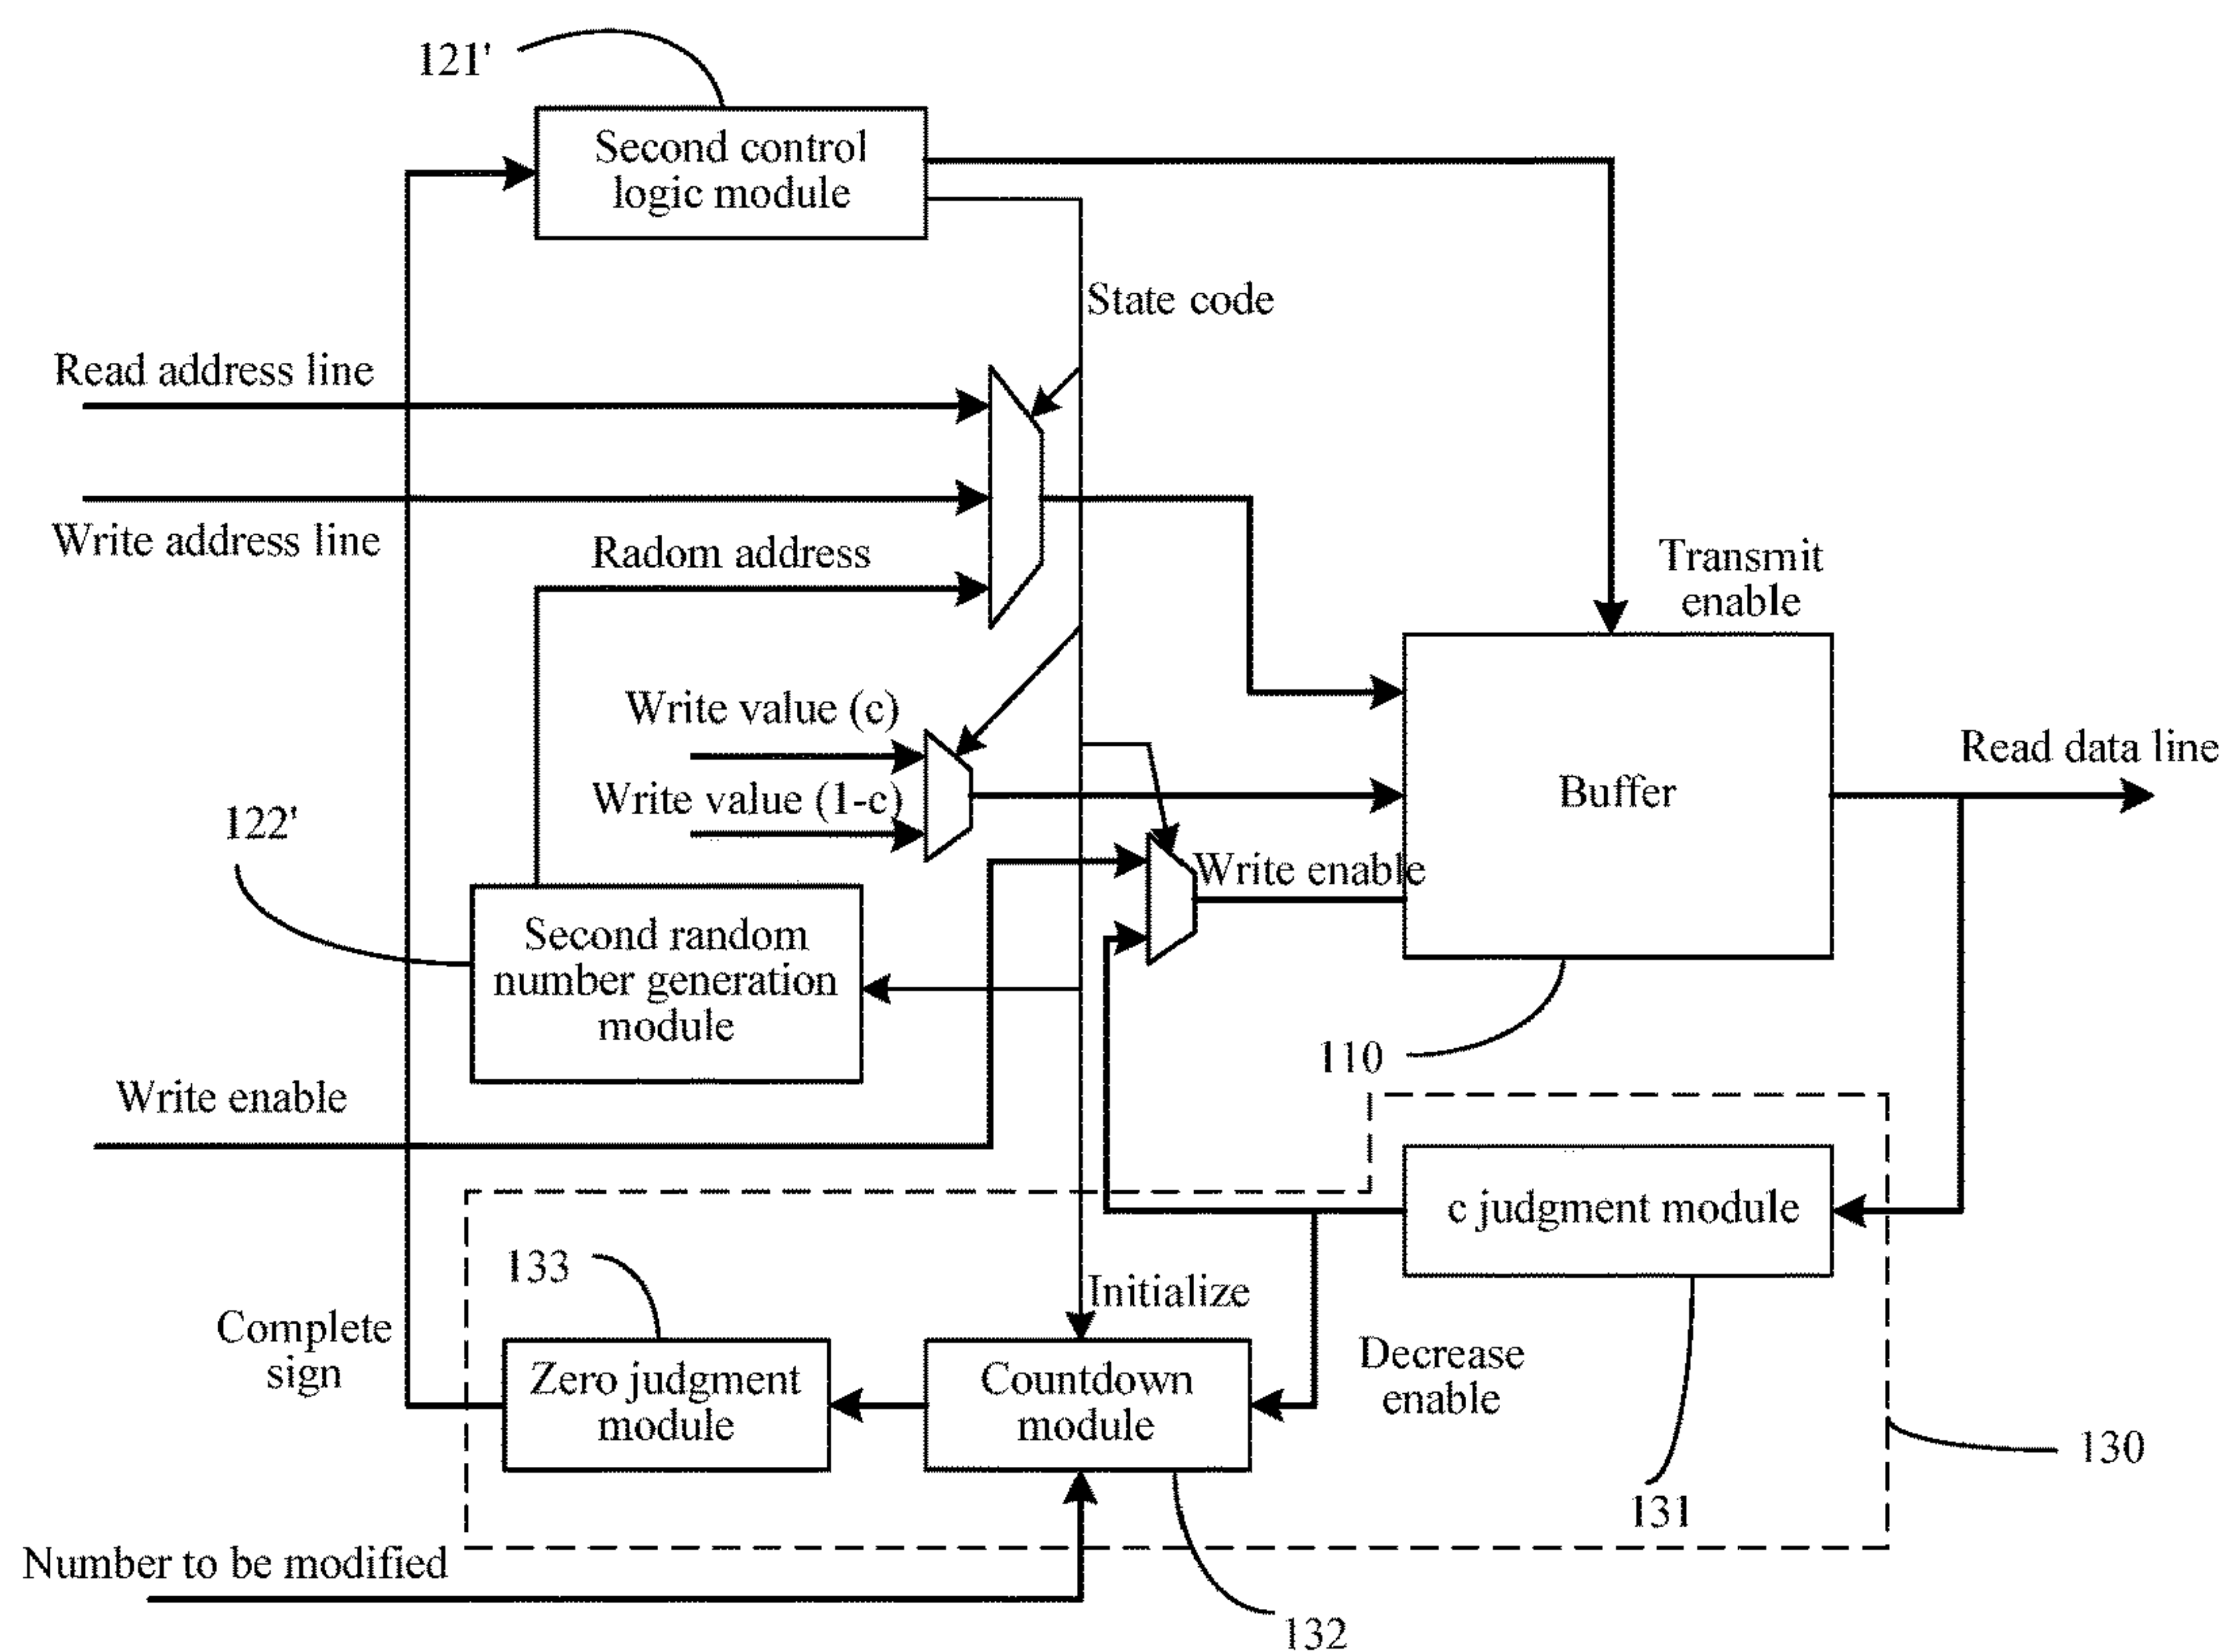 121'
Second control
logic module
State code
Read address line
Write address line
Radom address
Transmit
enable
Write value (c)
Write value (1-c)
Read data line
Buffer
122'
Write enable
Second random
number generation
module
110
Write enable
c judgment module
133
Initialize
Complete
sign
Zero judgment
module
Countdown
module
Decrease
enable
130
131
Number to be modified
132